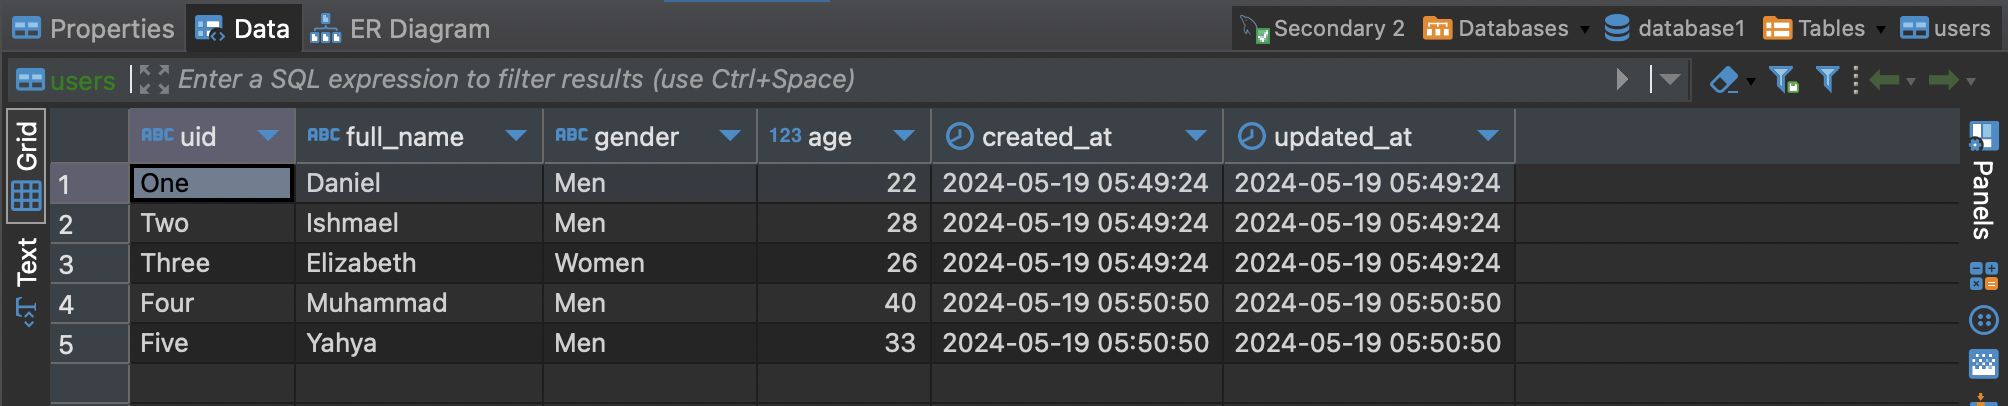 Properties Data ER Diagram Secondary 2 Databases database1 Tables users
users Enter a SQL expression to filter results (use Ctrl+Space)
Grid
Text
ABC uid ABC full_name ABC gender 123 age created_at updated_at
1 One Daniel Men 22 2024-05-19 05:49:24 2024-05-19 05:49:24
2 Two Ishmael Men 28 2024-05-19 05:49:24 2024-05-19 05:49:24
3 Three Elizabeth Women 26 2024-05-19 05:49:24 2024-05-19 05:49:24
4 Four Muhammad Men 40 2024-05-19 05:50:50 2024-05-19 05:50:50
5 Five Yahya Men 33 2024-05-19 05:50:50 2024-05-19 05:50:50
Panels